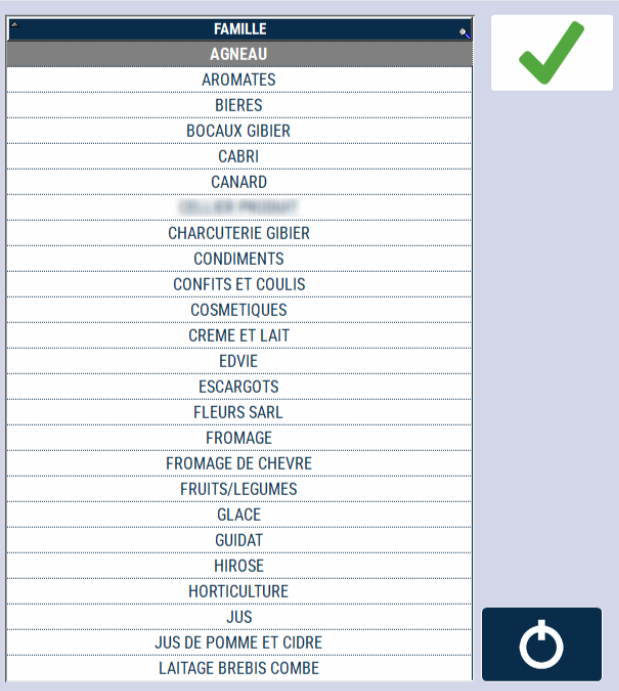 FAMILLE
AGNEAU
AROMATES
BIERES
BOCAUX GIBIER
CABRI
CANARD
CHARCUTERIE GIBIER
CONDIMENTS
CONFITS ET COULIS
COSMETIQUES
CREME ET LAIT
EDVIE
ESCARGOTS
FLEURS SARL
FROMAGE
FROMAGE DE CHEVRE
FRUITS/LEGUMES
GLACE
GUIDAT
HIROSE
HORTICULTURE
JUS
JUS DE POMME ET CIDRE
LAITAGE BREBIS COMBE